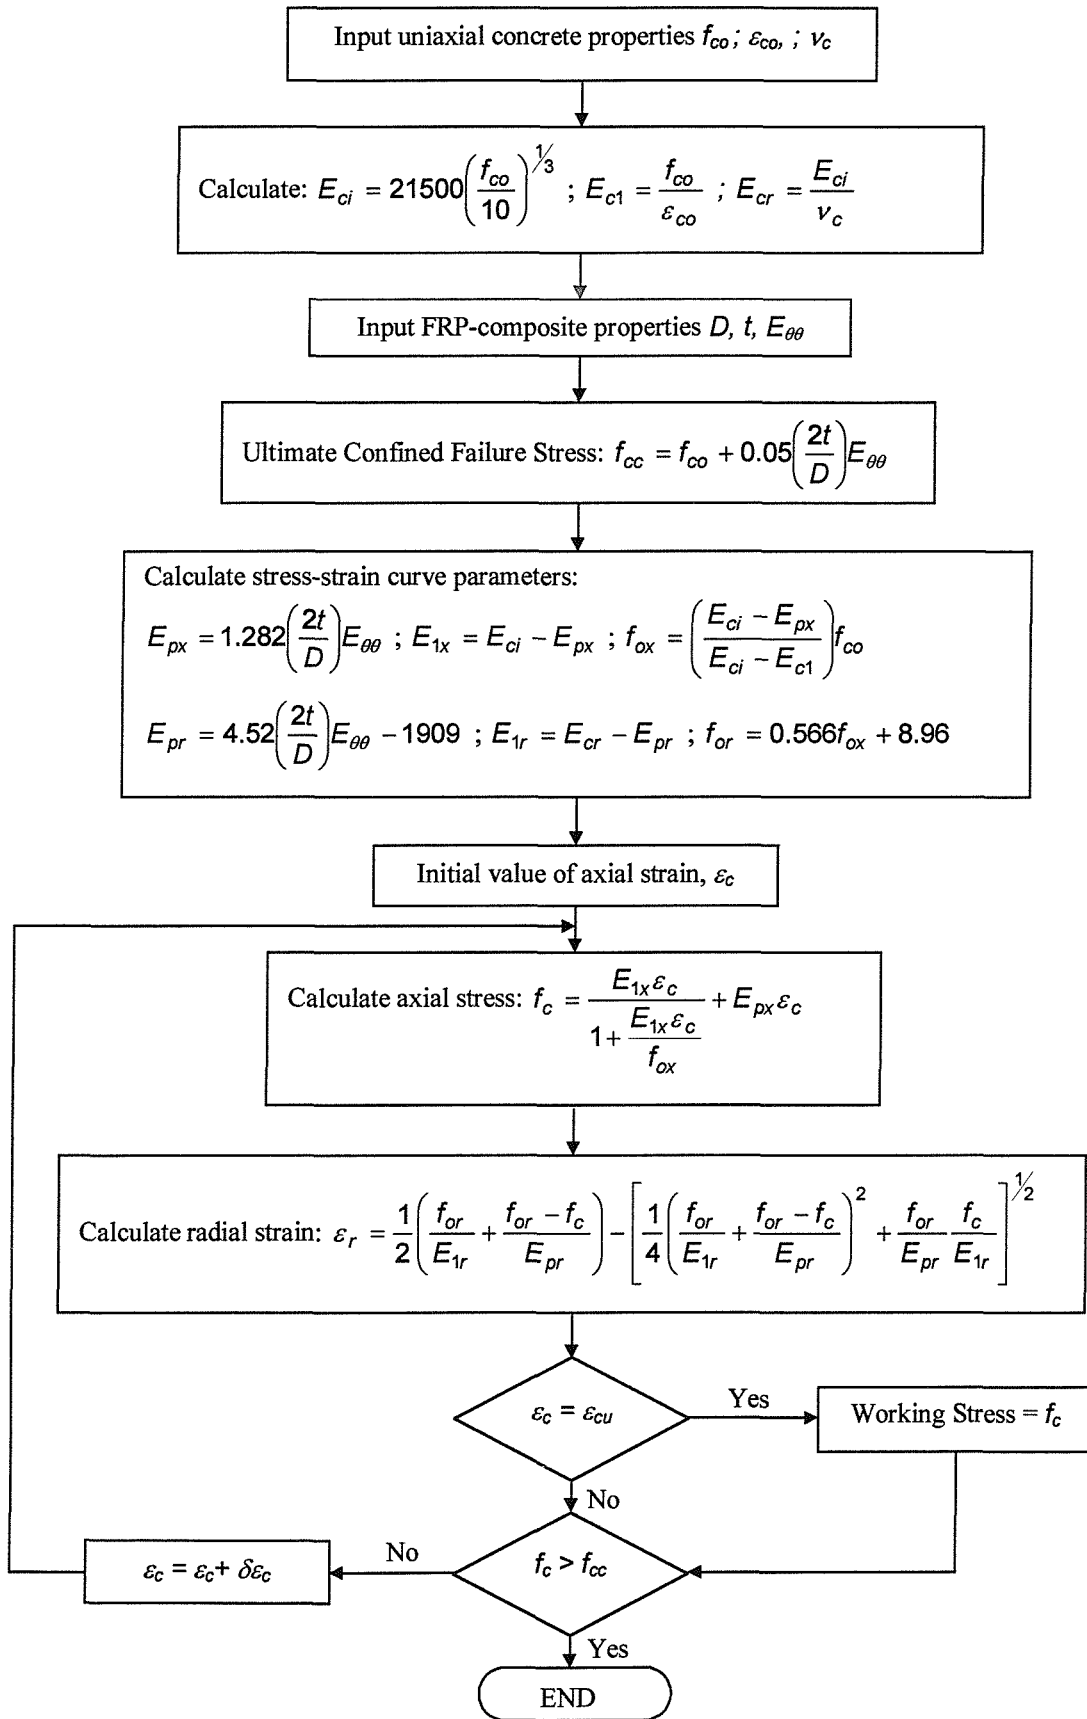 Input uniaxial concrete properties f_co; ε_co, ; ν_c
Calculate: E_ci = 21500(f_co/10)^1/3 ; E_c1 = f_co/ε_co ; E_cr = E_ci/ν_c
Input FRP-composite properties D, t, E_θθ
Ultimate Confined Failure Stress: f_cc = f_co + 0.05(2t/D)E_θθ
Calculate stress-strain curve parameters:
E_px = 1.282(2t/D)E_θθ ; E_1x = E_ci − E_px ; f_ox = ((E_ci − E_px)/(E_ci − E_c1))f_co
E_pr = 4.52(2t/D)E_θθ − 1909 ; E_1r = E_cr − E_pr ; f_or = 0.566f_ox + 8.96
Initial value of axial strain, ε_c
Calculate axial stress: f_c = E_1x ε_c/(1 + E_1x ε_c/f_ox) + E_px ε_c
Calculate radial strain: ε_r = 1/2(f_or/E_1r + (f_or − f_c)/E_pr) − [1/4(f_or/E_1r + (f_or − f_c)/E_pr)^2 + f_or/E_pr f_c/E_1r]^1/2
ε_c = ε_cu
Yes
Working Stress = f_c
No
f_c > f_cc
No
ε_c = ε_c + δε_c
Yes
END